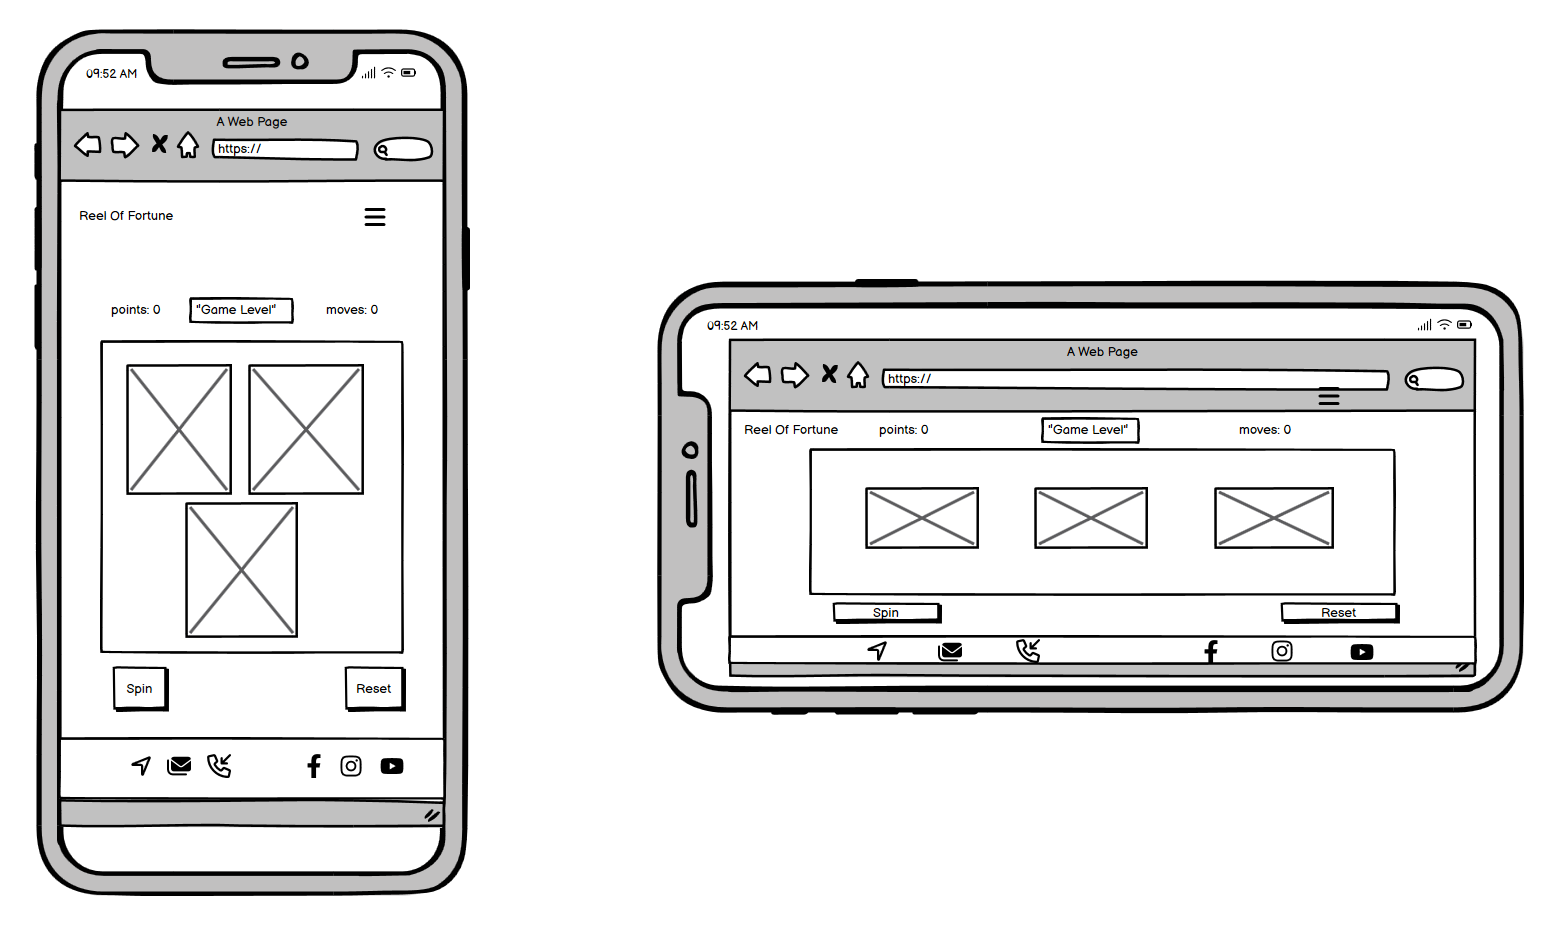 09:52 AM
A Web Page
https://
Reel Of Fortune
points: 0 "Game Level" moves: 0
Spin Reset
09:52 AM
A Web Page
https://
Reel Of Fortune points: 0 "Game Level" moves: 0
Spin Reset